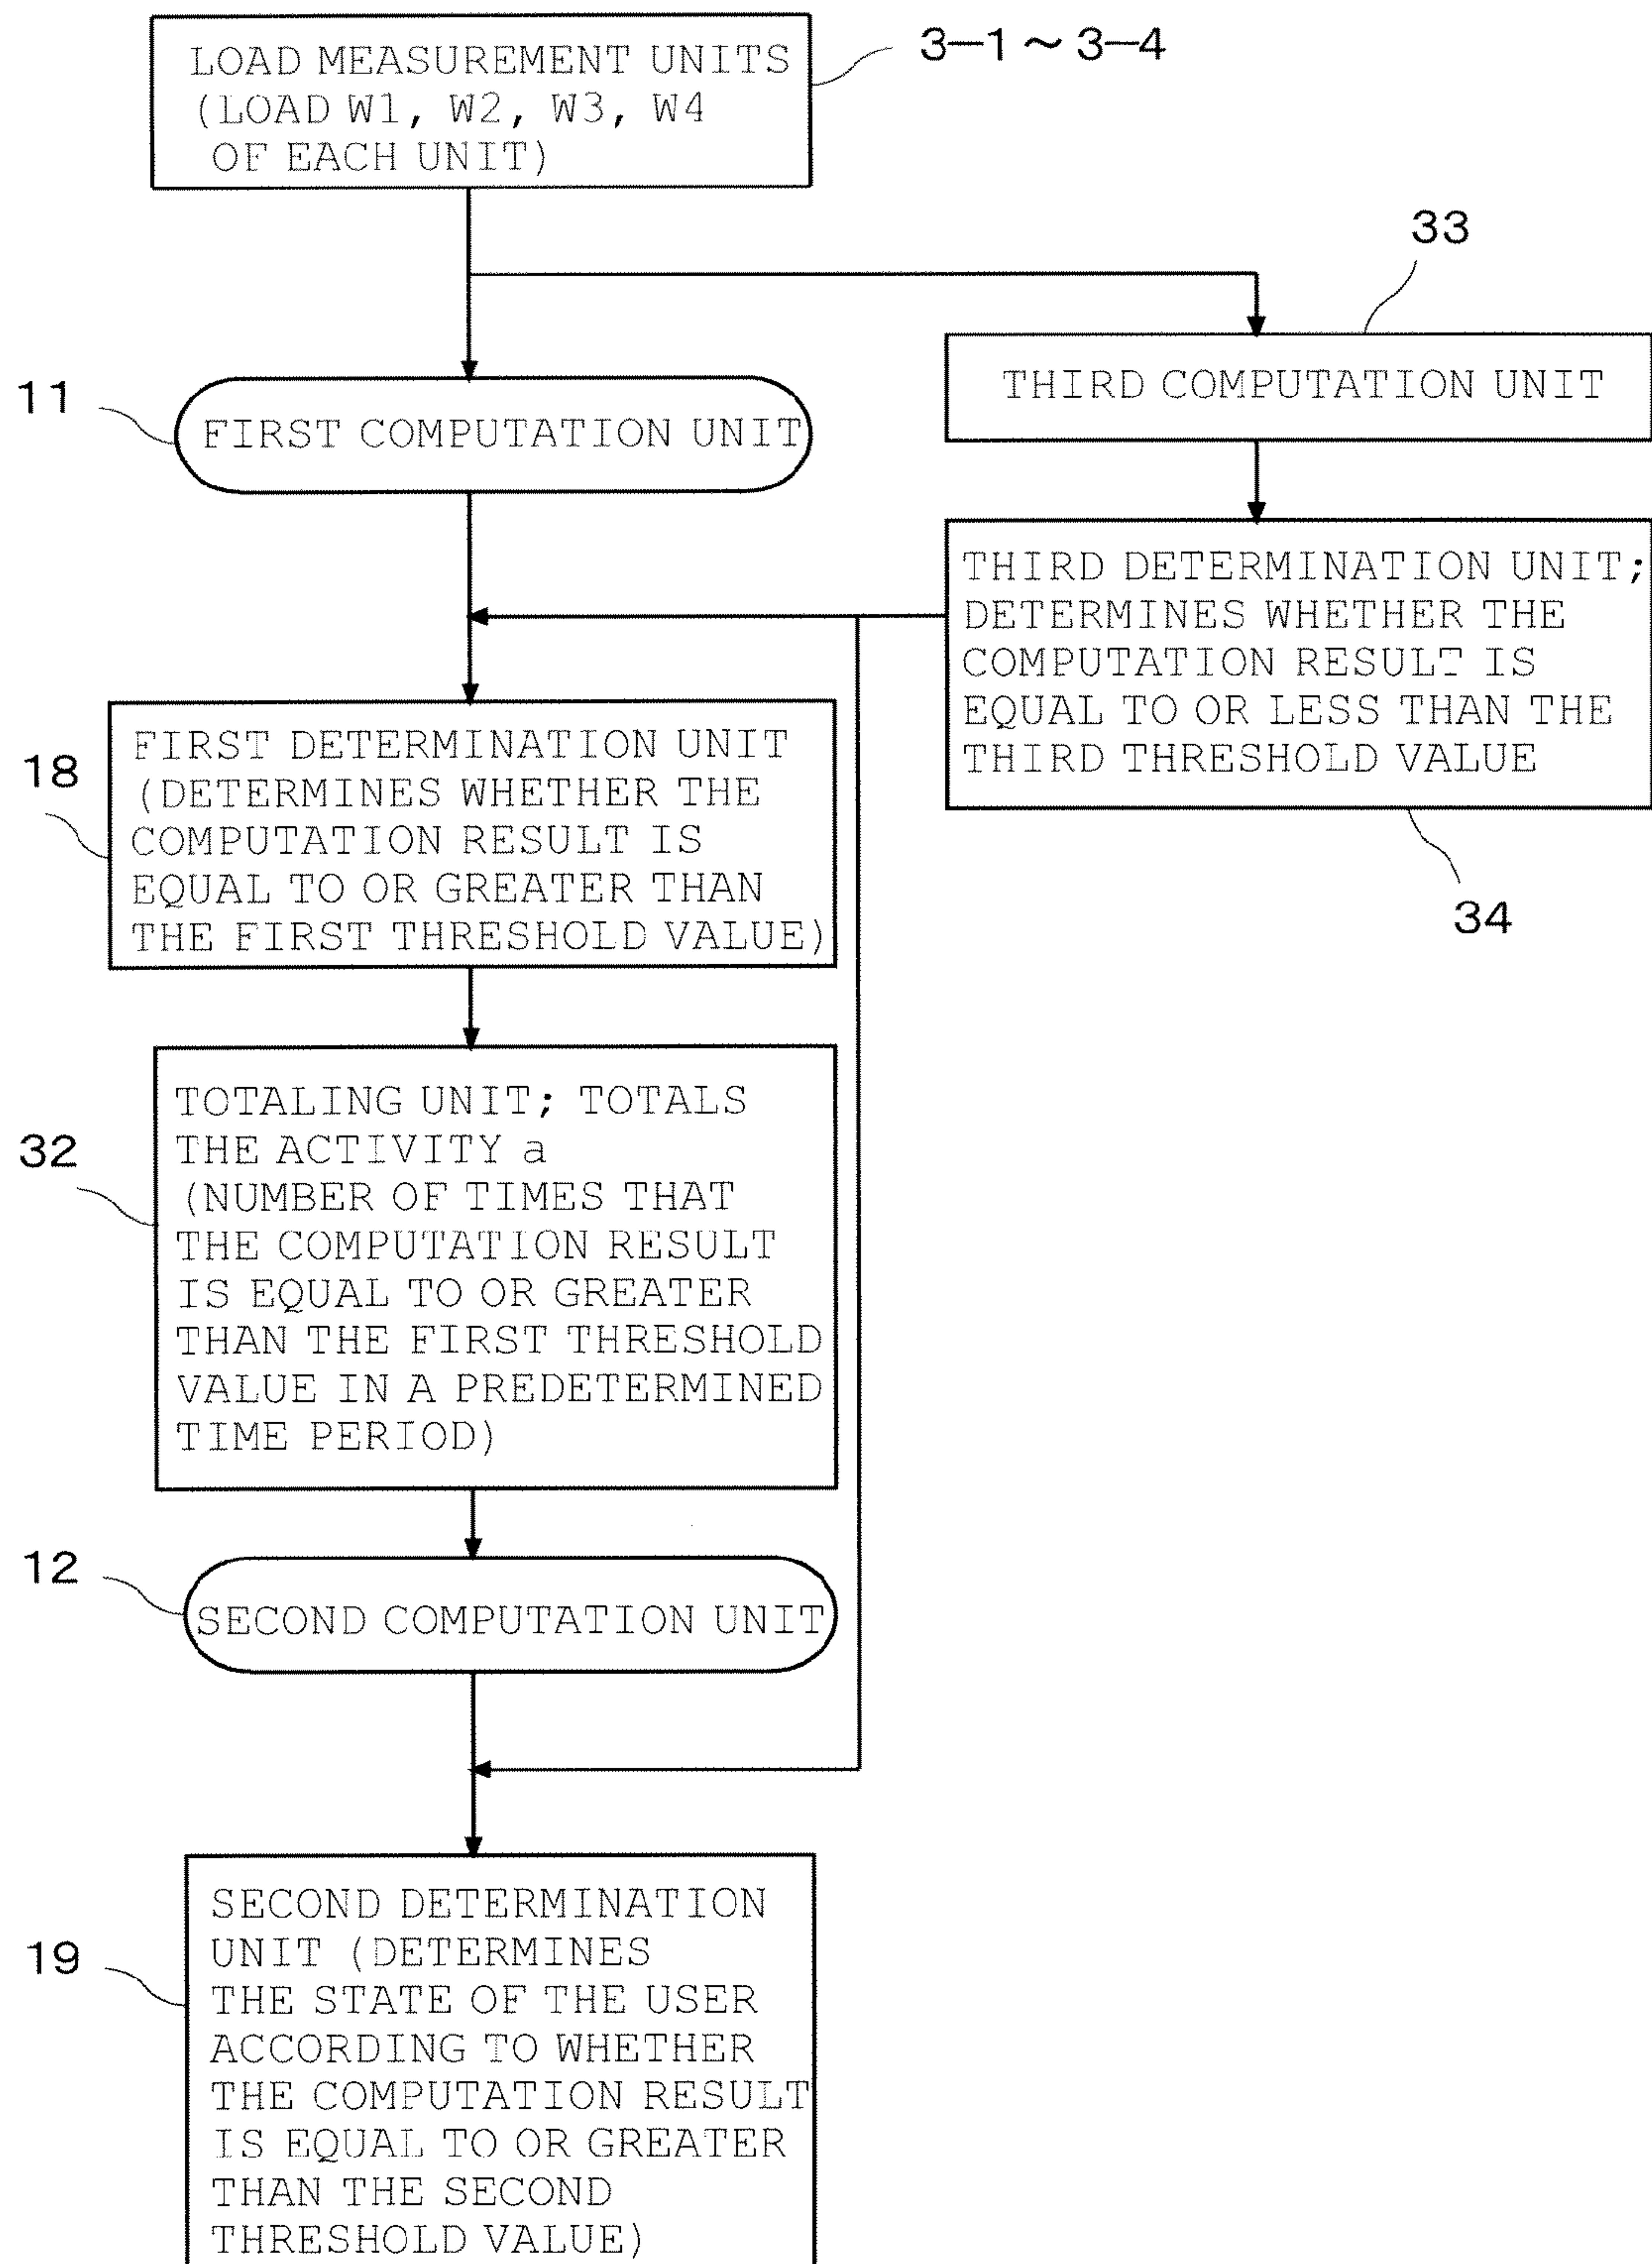 LOAD MEASUREMENT UNITS
(LOAD W1, W2, W3, W4
OF EACH UNIT)
3-1 ~ 3-4
33
THIRD COMPUTATION UNIT
11
FIRST COMPUTATION UNIT
THIRD DETERMINATION UNIT;
DETERMINES WHETHER THE
COMPUTATION RESULT IS
EQUAL TO OR LESS THAN THE
THIRD THRESHOLD VALUE
34
18
FIRST DETERMINATION UNIT
(DETERMINES WHETHER THE
COMPUTATION RESULT IS
EQUAL TO OR GREATER THAN
THE FIRST THRESHOLD VALUE)
32
TOTALING UNIT; TOTALS
THE ACTIVITY a
(NUMBER OF TIMES THAT
THE COMPUTATION RESULT
IS EQUAL TO OR GREATER
THAN THE FIRST THRESHOLD
VALUE IN A PREDETERMINED
TIME PERIOD)
12
SECOND COMPUTATION UNIT
19
SECOND DETERMINATION
UNIT (DETERMINES
THE STATE OF THE USER
ACCORDING TO WHETHER
THE COMPUTATION RESULT
IS EQUAL TO OR GREATER
THAN THE SECOND
THRESHOLD VALUE)